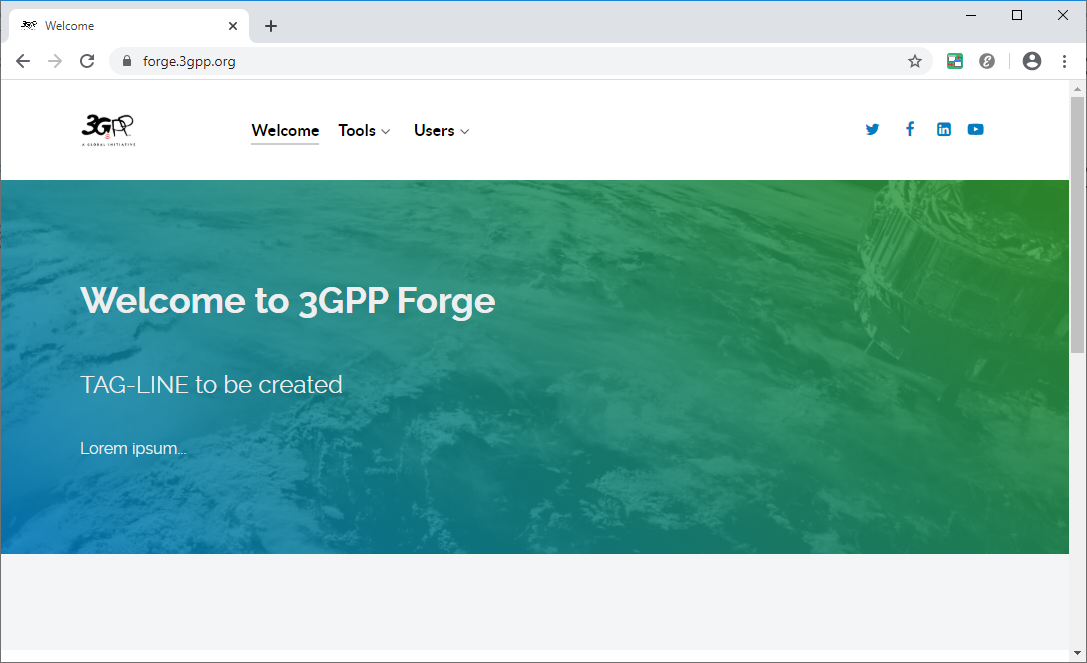 Welcome
forge.3gpp.org
3GPP
A GLOBAL INITIATIVE
Welcome Tools Users
Welcome to 3GPP Forge
TAG-LINE to be created
Lorem ipsum...